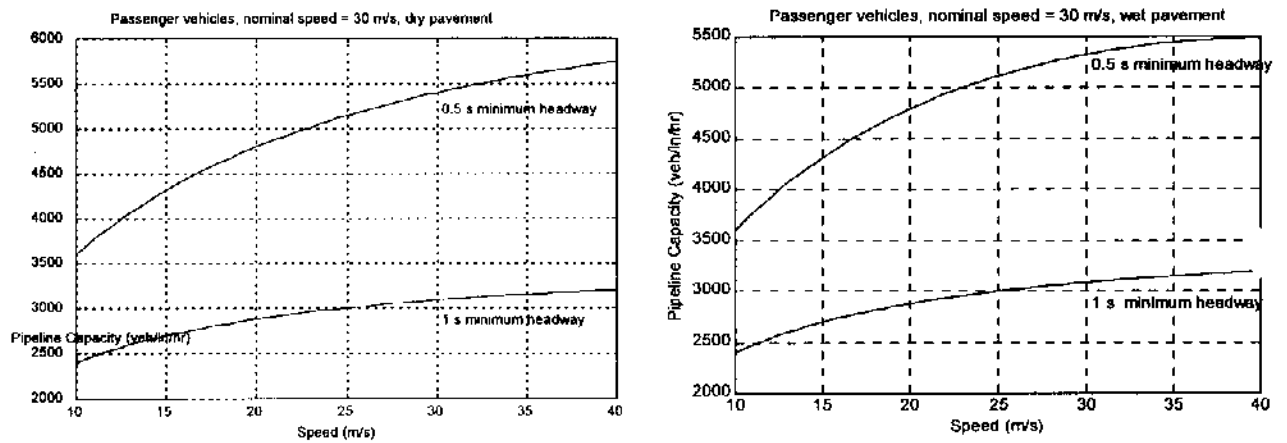 Passenger vehicles, nominal speed = 30 m/s, dry pavement
6000
5500
5000
4500
4000
3500
3000
2500
2000
0.5 s minimum headway
1 s minimum headway
Pipeline Capacity (veh/ln/hr)
10 15 20 25 30 35 40
Speed (m/s)
Passenger vehicles, nominal speed = 30 m/s, wet pavement
5500
5000
4500
4000
3500
3000
2500
2000
0.5 s minimum headway
1 s minimum headway
Pipeline Capacity (veh/ln/hr)
10 15 20 25 30 35 40
Speed (m/s)